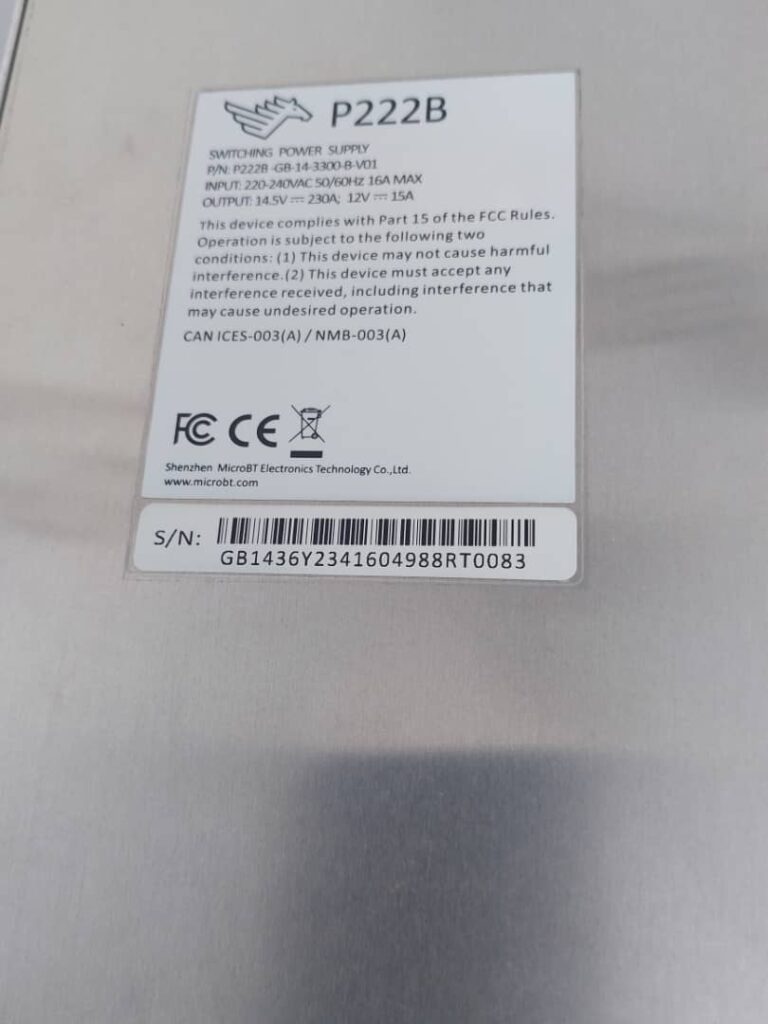 P222B
SWITCHING POWER SUPPLY
P/N: P222B-GB-14-3300-B-V01
INPUT: 220-240VAC 50/60Hz 16A MAX
OUTPUT: 14.5V ⎓ 230A; 12V ⎓ 15A
This device complies with Part 15 of the FCC Rules.
Operation is subject to the following two
conditions: (1) This device may not cause harmful
interference.(2) This device must accept any
interference received, including interference that
may cause undesired operation.
CAN ICES-003(A) / NMB-003(A)
FC CE
Shenzhen MicroBT Electronics Technology Co.,Ltd.
www.microbt.com
S/N:
GB1436Y2341604988RT0083